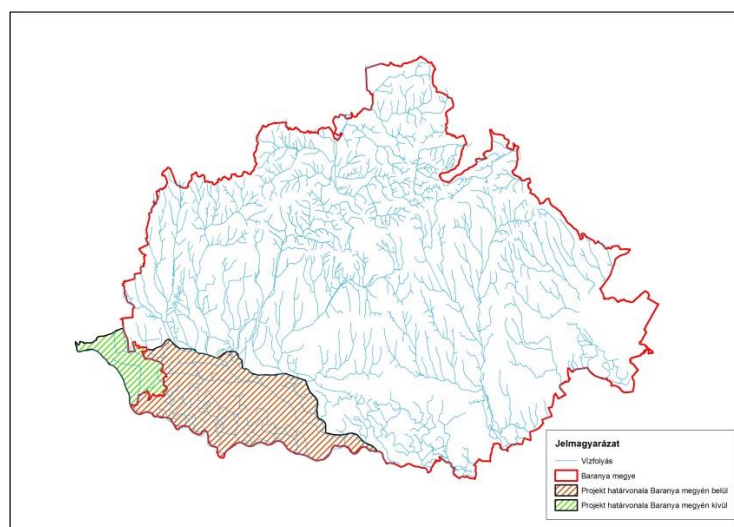 Jelmagyarázat
Vízfolyás
Baranya megye
Projekt határvonala Baranya megyén belül
Projekt határvonala Baranya megyén kívül